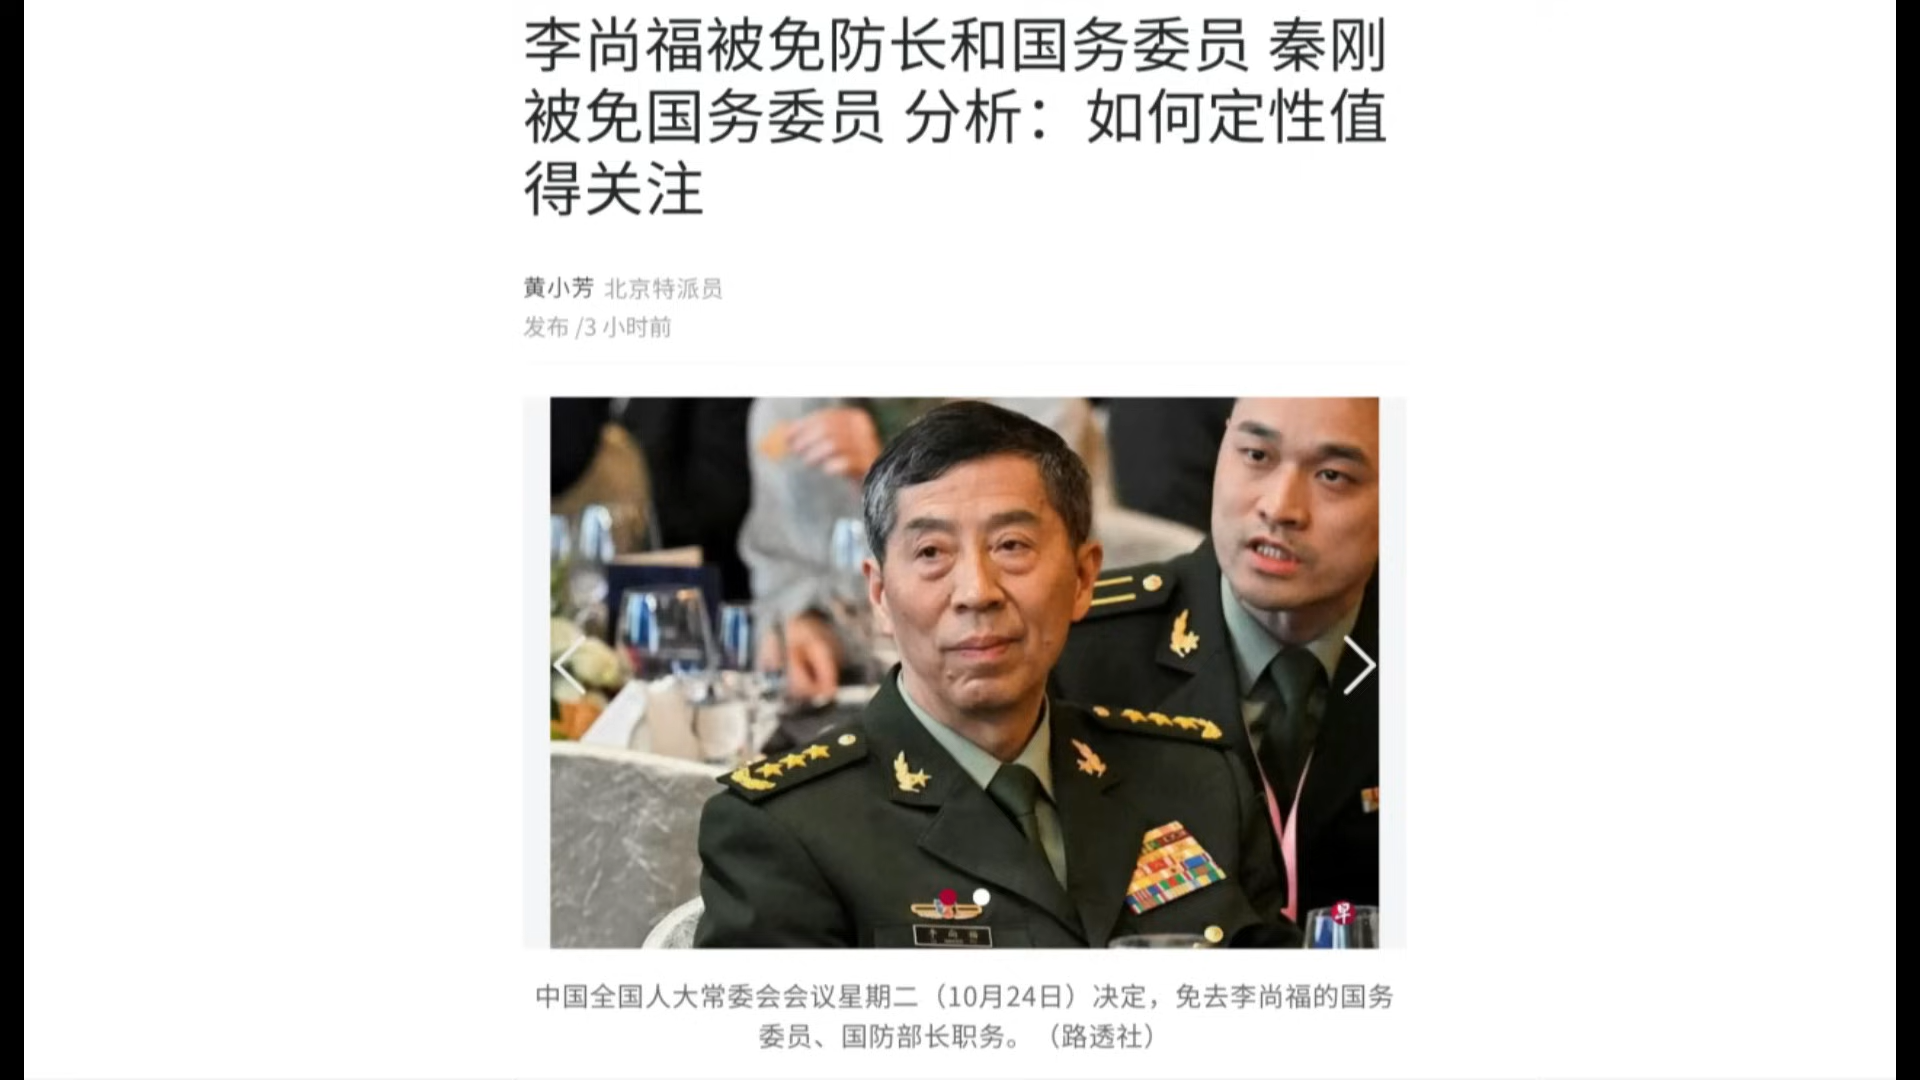 李尚福被免防长和国务委员 秦刚
被免国务委员 分析：如何定性值
得关注
黄小芳 北京特派员
发布 /3 小时前
早
李尚福
中国全国人大常委会会议星期二（10月24日）决定，免去李尚福的国务
委员、国防部长职务。（路透社）